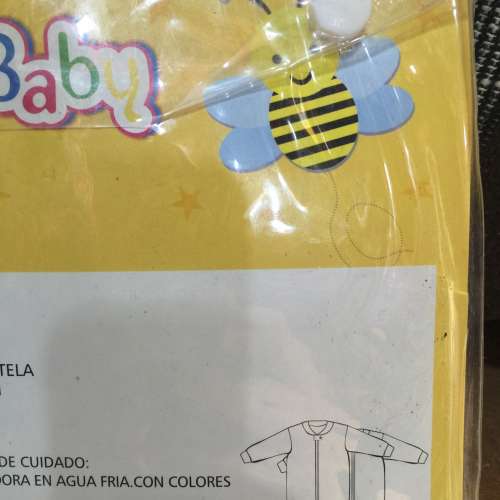 Baby
TELA
DE CUIDADO:
DORA EN AGUA FRIA.CON COLORES